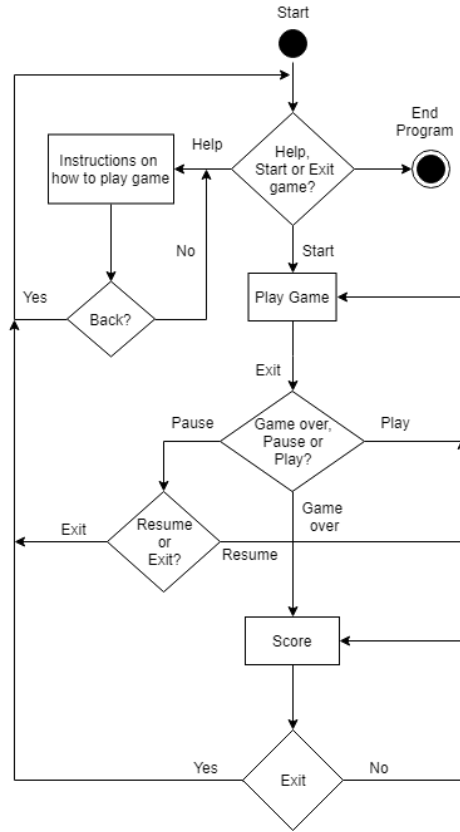 Start
End
Program
Help
Help,
Start or Exit
game?
Instructions on
how to play game
No
Start
Yes
Back?
Play Game
Exit
Pause
Game over,
Pause or
Play?
Play
Game
over
Exit
Resume
or
Exit?
Resume
Score
Yes
Exit
No